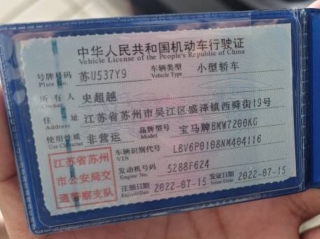 中华人民共和国机动车行驶证
Vehicle License of the People's Republic of China
号牌号码 苏U537Y9 车辆类型 小型轿车
Plate No. Vehicle Type
所有人 史超越
住址 江苏省苏州市吴江区盛泽镇西舜街19号
使用性质 非营运 品牌型号 宝马牌BMW7200KG
Use Character Model
江苏省苏州市公安局交通警察支队
车辆识别代号 LBV6P0108NM404116
VIN
发动机号码 5288F624
Engine No.
注册日期 2022-07-15 发证日期 2022-07-15